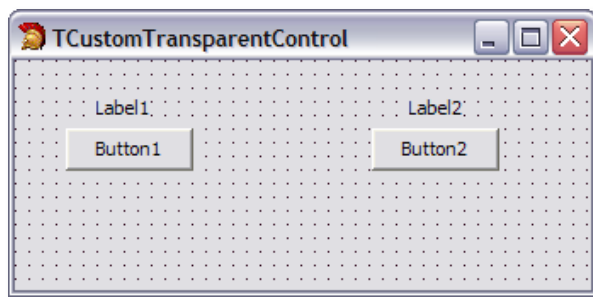 TCustomTransparentControl
Label1 Label2
Button1 Button2